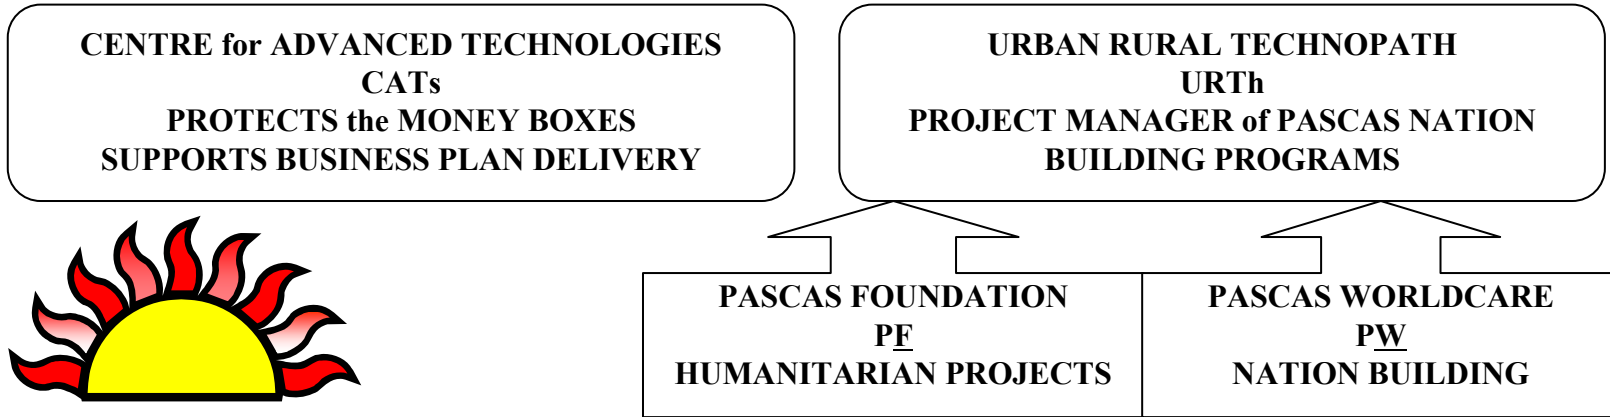 CENTRE for ADVANCED TECHNOLOGIES
CATs
PROTECTS the MONEY BOXES
SUPPORTS BUSINESS PLAN DELIVERY
URBAN RURAL TECHNOPATH
URTh
PROJECT MANAGER of PASCAS NATION
BUILDING PROGRAMS
PASCAS FOUNDATION
PF
HUMANITARIAN PROJECTS
PASCAS WORLDCARE
PW
NATION BUILDING